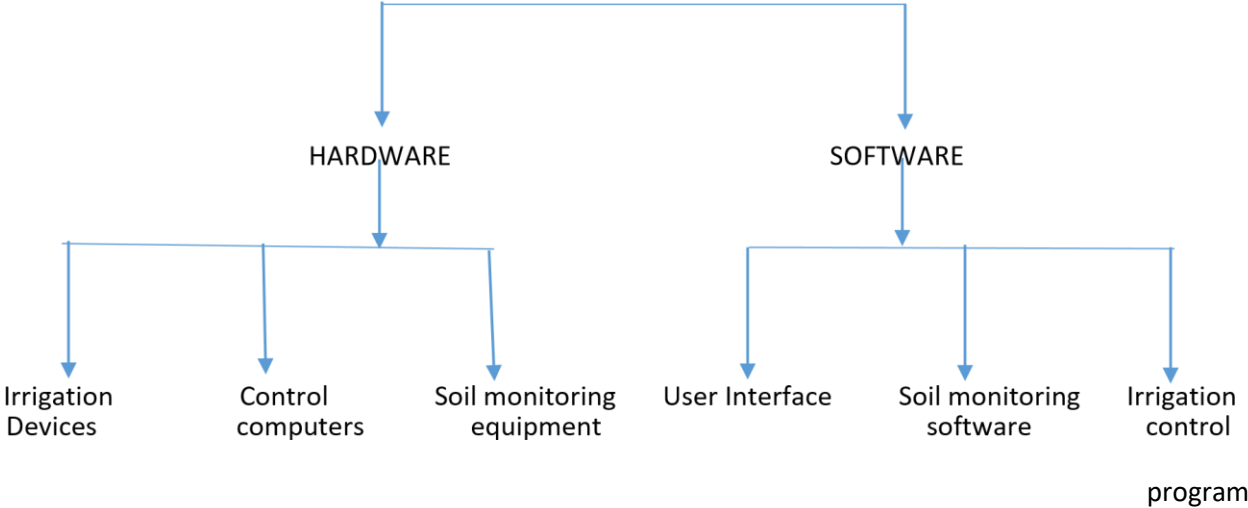 HARDWARE
SOFTWARE
Irrigation
Devices
Control
computers
Soil monitoring
equipment
User Interface
Soil monitoring
software
Irrigation
control
program